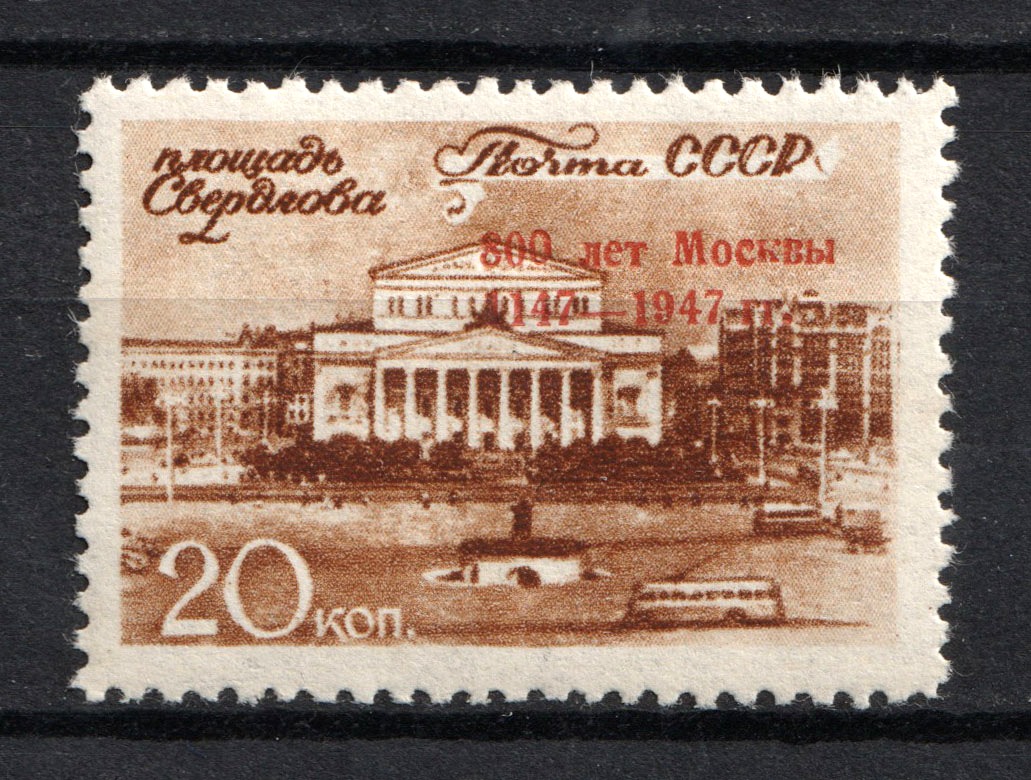 площадь
Свердлова
Почта СССР
800 лет Москвы
1147—1947 гг.
20 коп.